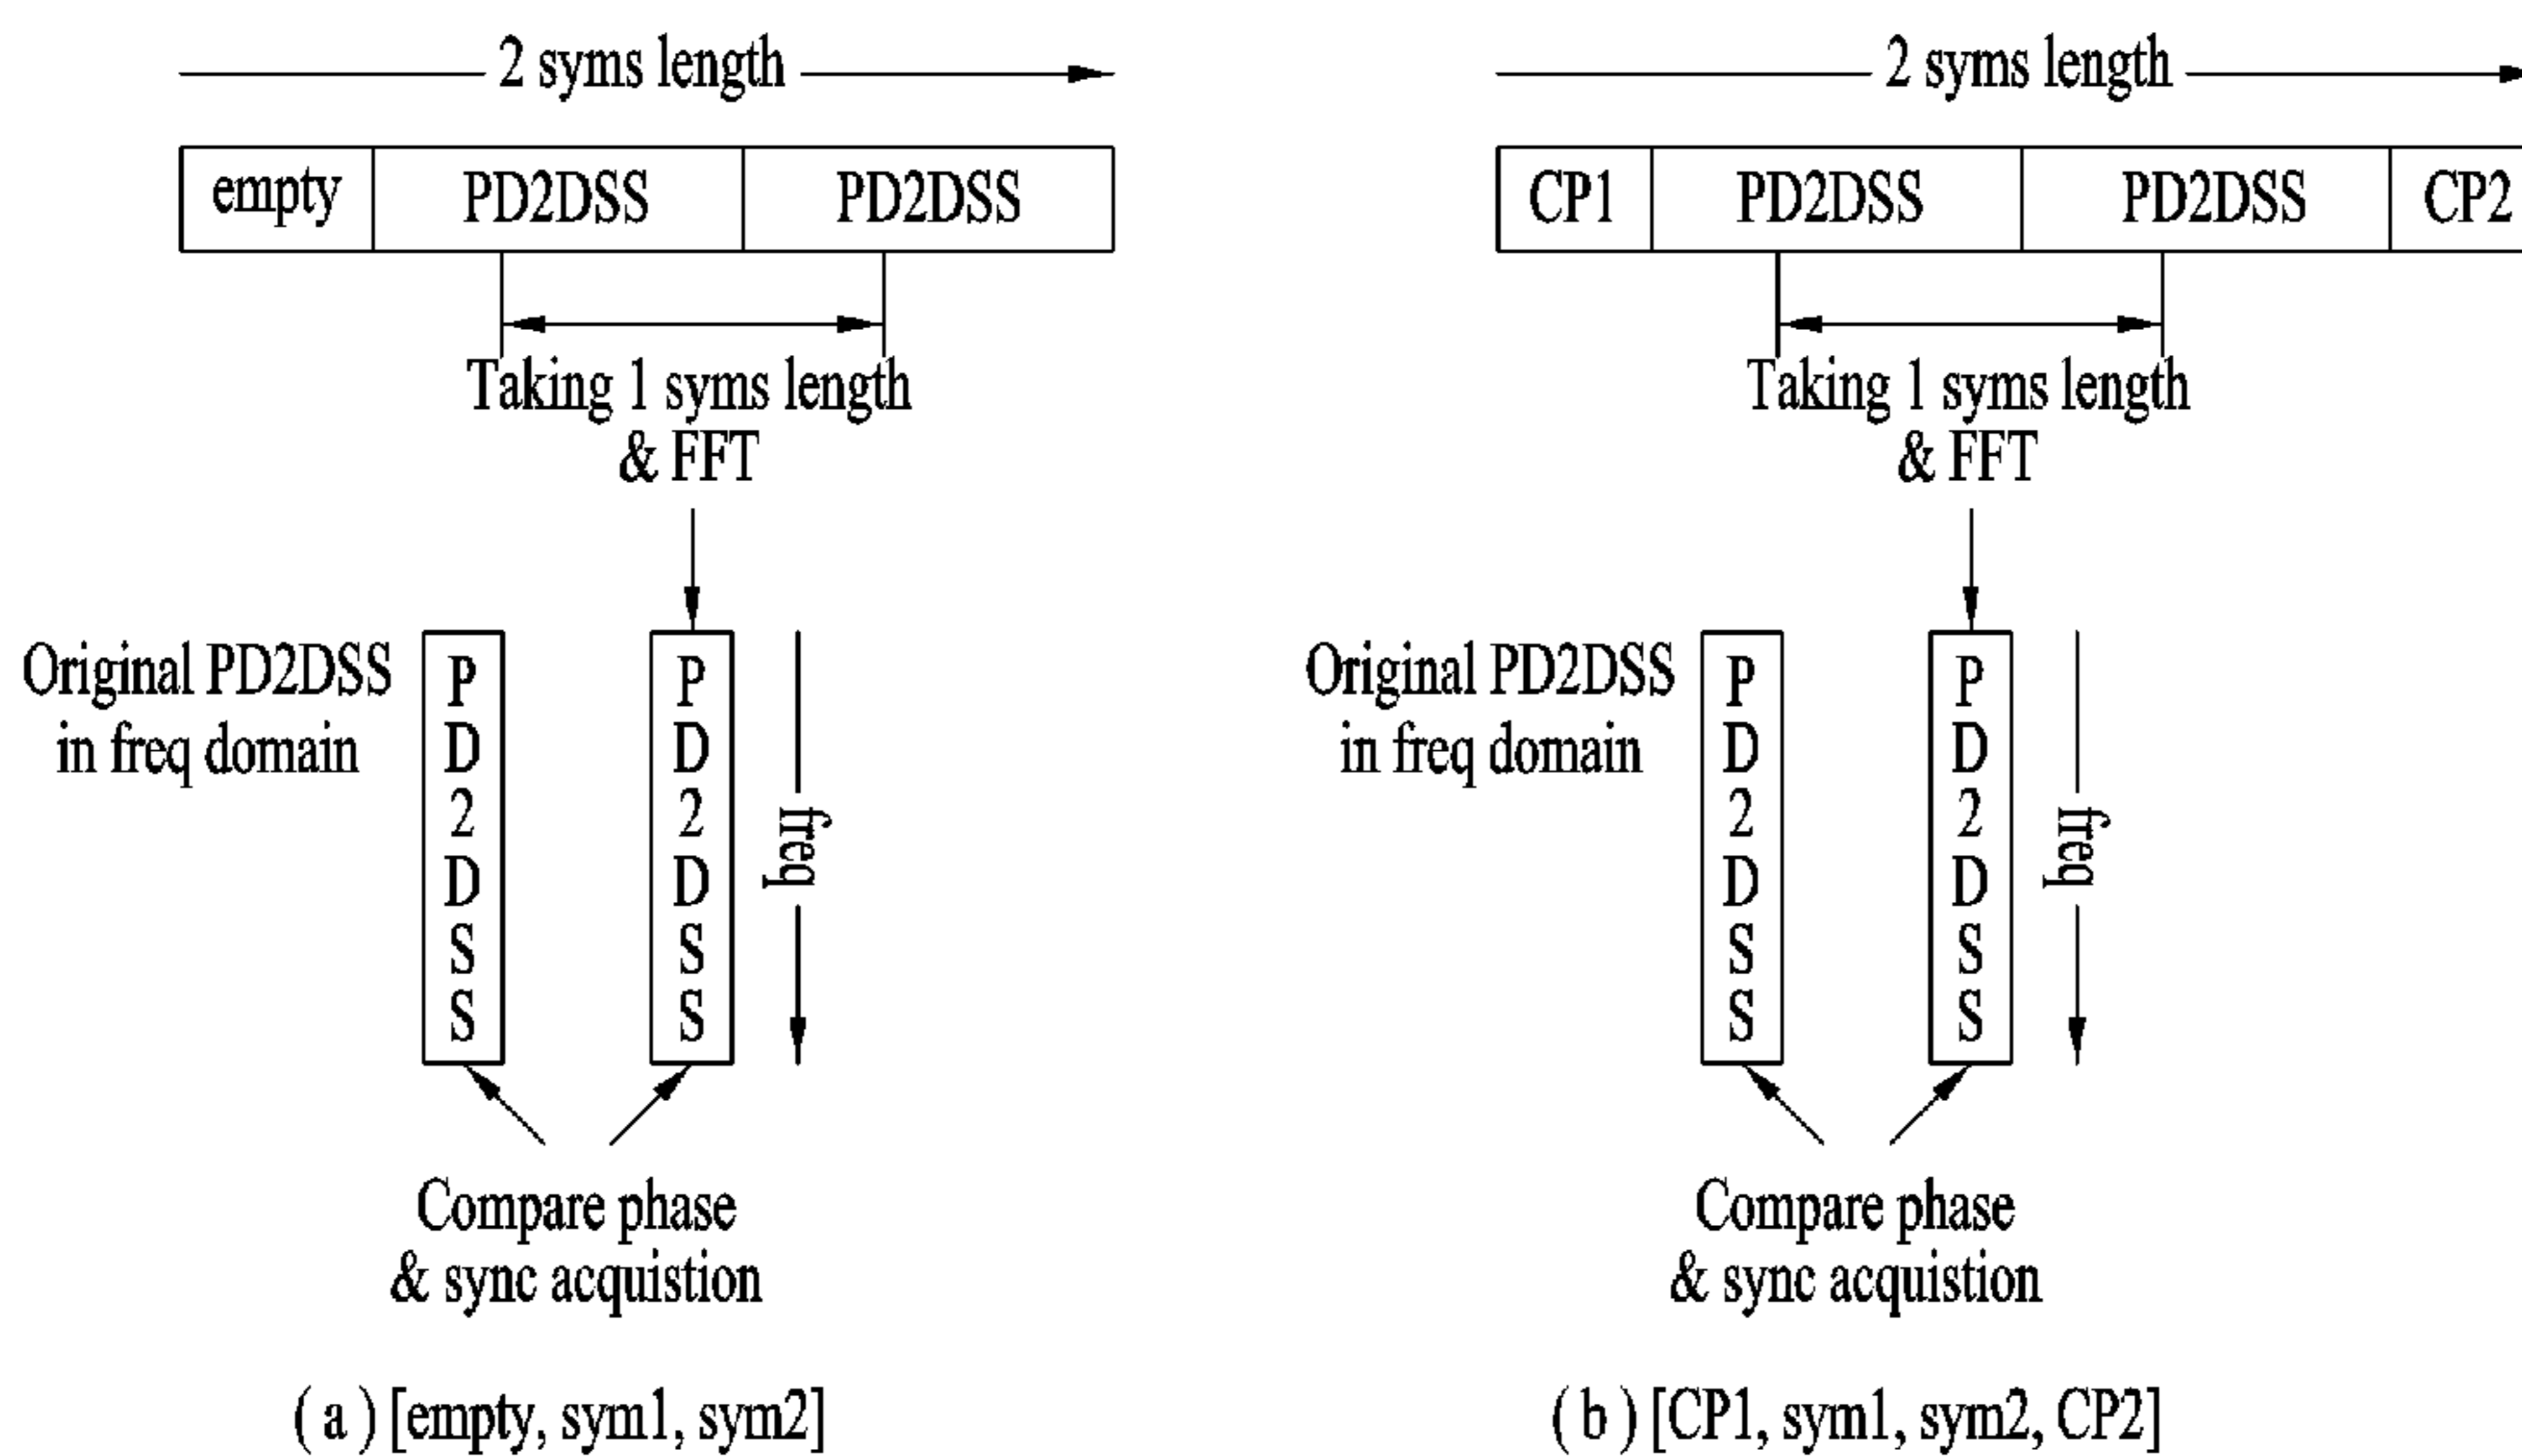 2 syms length
empty PD2DSS PD2DSS
Taking 1 syms length
& FFT
Original PD2DSS
in freq domain
P
D
2
D
S
S
P
D
2
D
S
S
freq
Compare phase
& sync acquistion
( a ) [empty, sym1, sym2]
2 syms length
CP1 PD2DSS PD2DSS CP2
Taking 1 syms length
& FFT
Original PD2DSS
in freq domain
P
D
2
D
S
S
P
D
2
D
S
S
freq
Compare phase
& sync acquistion
( b ) [CP1, sym1, sym2, CP2]